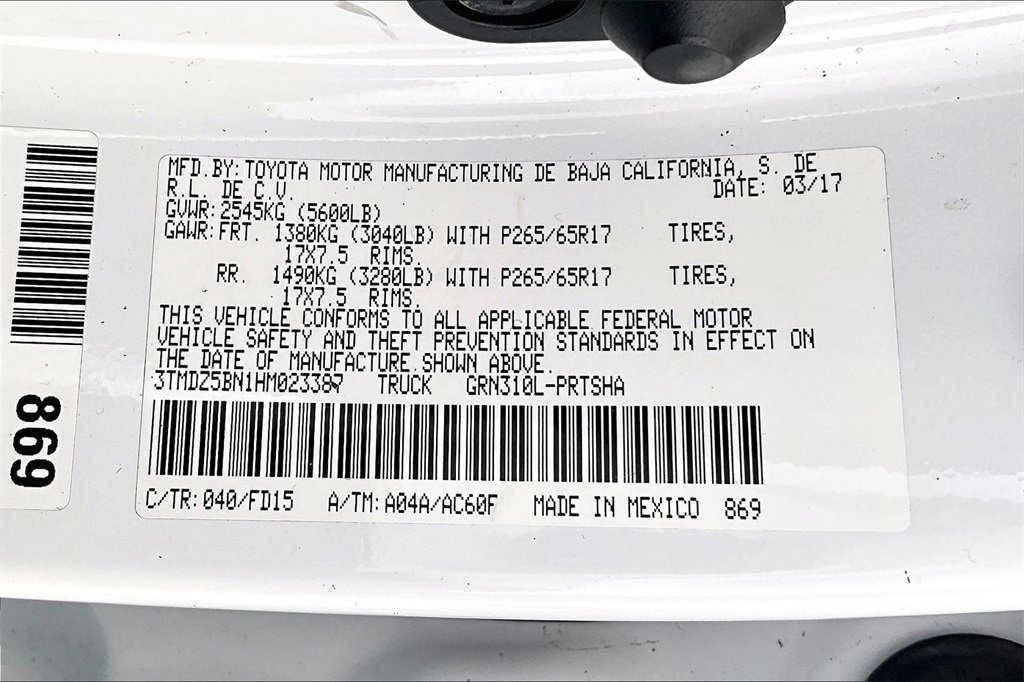 MFD.BY:TOYOTA MOTOR MANUFACTURING DE BAJA CALIFORNIA, S. DE
R.L. DE C.V. DATE: 03/17
GVWR:2545KG (5600LB)
GAWR:FRT. 1380KG (3040LB) WITH P265/65R17 TIRES,
17X7.5 RIMS.
RR. 1490KG (3280LB) WITH P265/65R17 TIRES,
17X7.5 RIMS.
THIS VEHICLE CONFORMS TO ALL APPLICABLE FEDERAL MOTOR
VEHICLE SAFETY AND THEFT PREVENTION STANDARDS IN EFFECT ON
THE DATE OF MANUFACTURE SHOWN ABOVE.
3TMDZ5BN1HM023387 TRUCK GRN310L-PRTSHA
C/TR:040/FD15 A/TM:A04A/AC60F MADE IN MEXICO 869
869